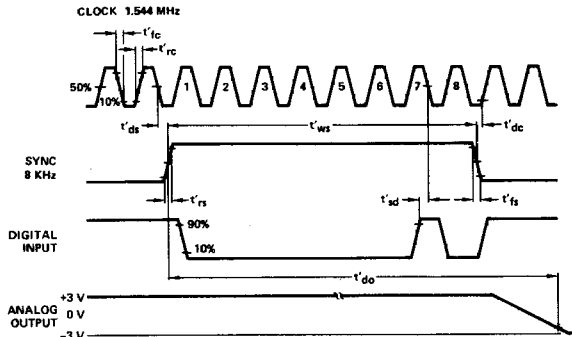 CLOCK 1.544 MHz
t'fc
t'rc
50%
10%
1 2 3 4 5 6 7 8
t'ds
t'ws
t'dc
SYNC
8 KHz
t'rs
t'sd
t'fs
DIGITAL
INPUT
90%
10%
t'do
ANALOG
OUTPUT
+3 V
0 V
–3 V